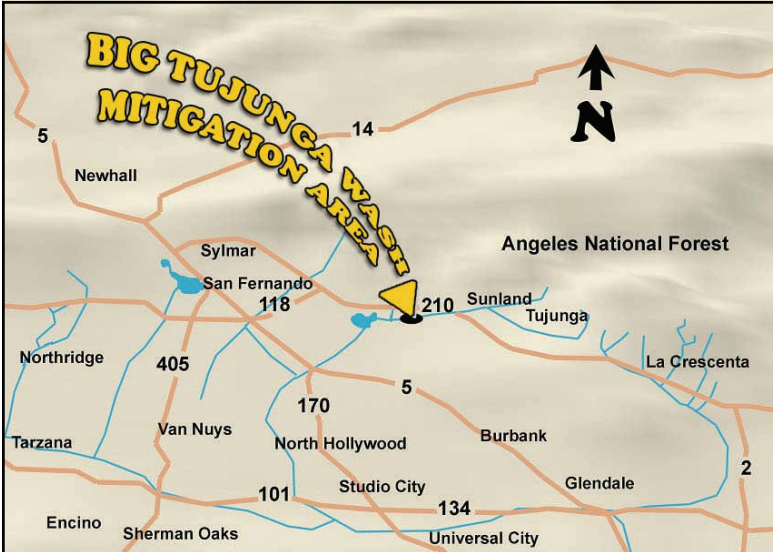 BIG TUJUNGA WASH
MITIGATION AREA
N
14
5
Newhall
Sylmar
Angeles National Forest
San Fernando
118
210
Sunland
Tujunga
Northridge
405
La Crescenta
5
170
Van Nuys
Tarzana
North Hollywood
Burbank
2
101
Studio City
Glendale
134
Encino
Sherman Oaks
Universal City